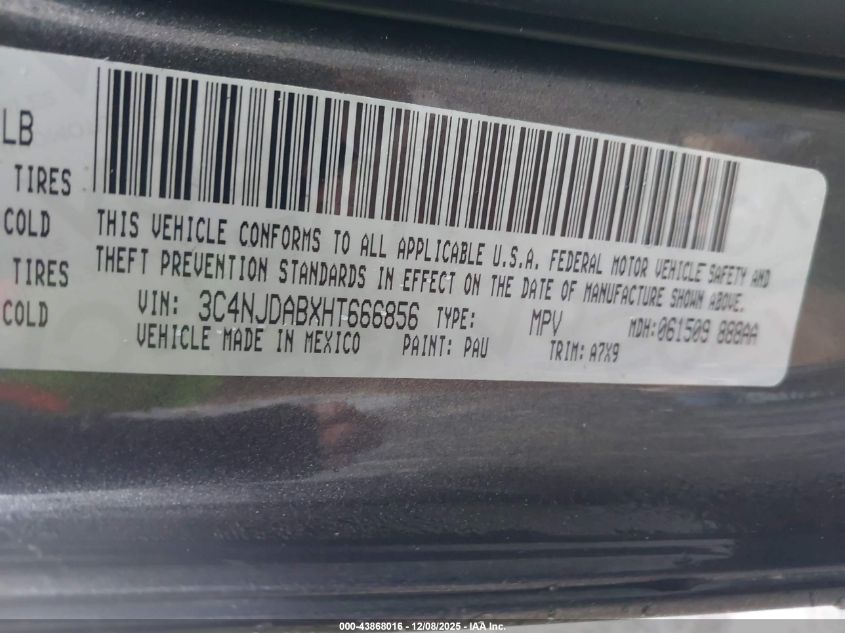 LB
TIRES
COLD
TIRES
COLD
THIS VEHICLE CONFORMS TO ALL APPLICABLE U.S.A. FEDERAL MOTOR VEHICLE SAFETY AND
THEFT PREVENTION STANDARDS IN EFFECT ON THE DATE OF MANUFACTURE SHOWN ABOVE.
VIN: 3C4NJDABXHT666856 TYPE: MPV MDH:061509 888AA
VEHICLE MADE IN MEXICO PAINT: PAU TRIM: A7X9
000-43868016 - 12/08/2025 - IAA Inc.